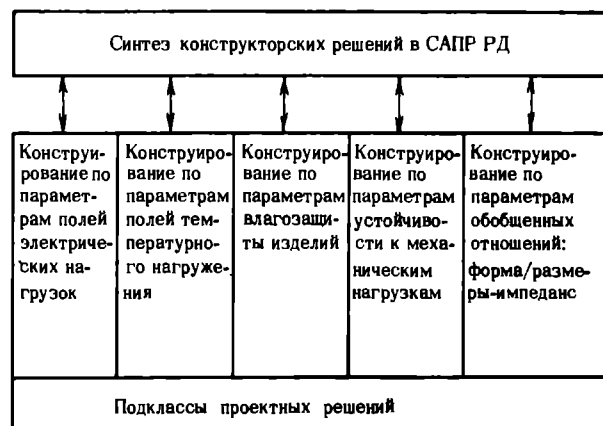 Синтез конструкторских решений в САПР РД
Конструи-
рование по
парамет-
рам полей
электриче-
ских на-
грузок
Конструиро-
вание по
параметрам
полей тем-
пературно-
го нагруже-
ния
Конструиро-
вание по
параметрам
влагозащи-
ты изделий
Конструиро-
вание по
параметрам
устойчиво-
сти к меха-
ническим
нагрузкам
Конструиро-
вание по
параметрам
обобщенных
отношений:
форма/разме-
ры-импеданс
Подклассы проектных решений